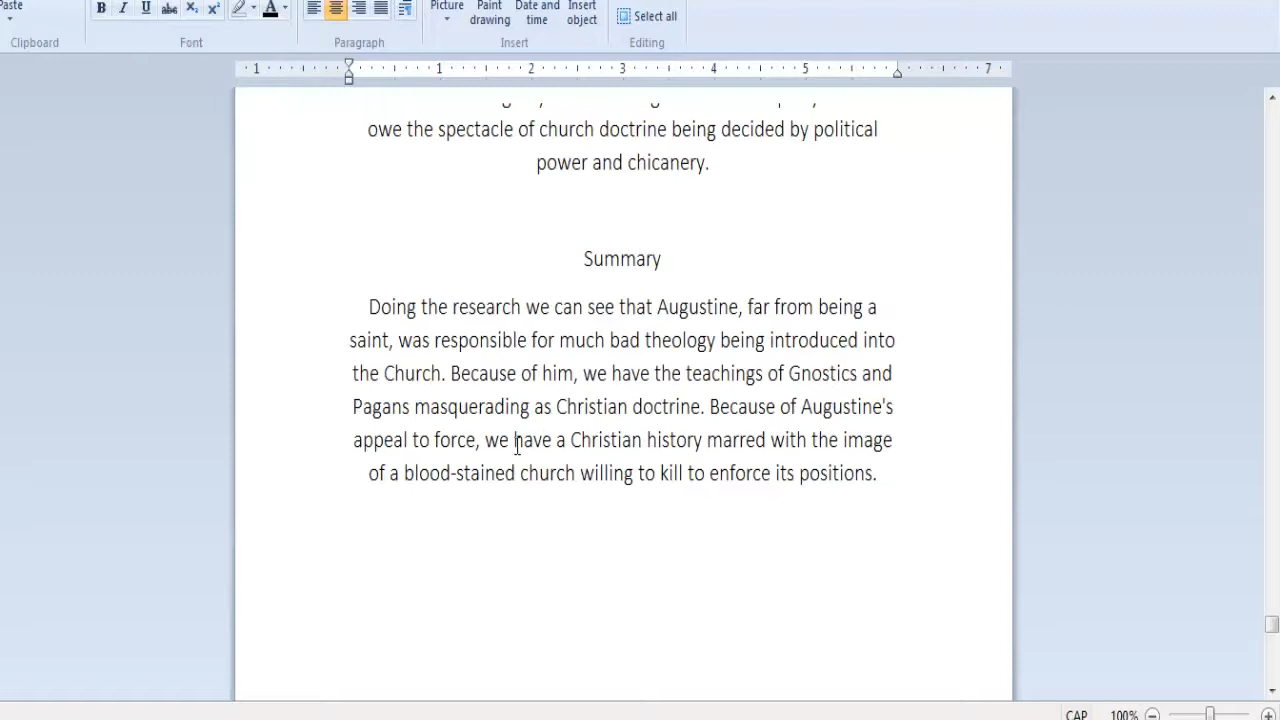 Paste
B I U abc X₂ X² A
Picture Paint drawing Date and time Insert object Select all
Clipboard Font Paragraph Insert Editing
1 1 2 3 4 5 7
owe the spectacle of church doctrine being decided by political
power and chicanery.
Summary
Doing the research we can see that Augustine, far from being a
saint, was responsible for much bad theology being introduced into
the Church. Because of him, we have the teachings of Gnostics and
Pagans masquerading as Christian doctrine. Because of Augustine's
appeal to force, we have a Christian history marred with the image
of a blood-stained church willing to kill to enforce its positions.
CAP 100%